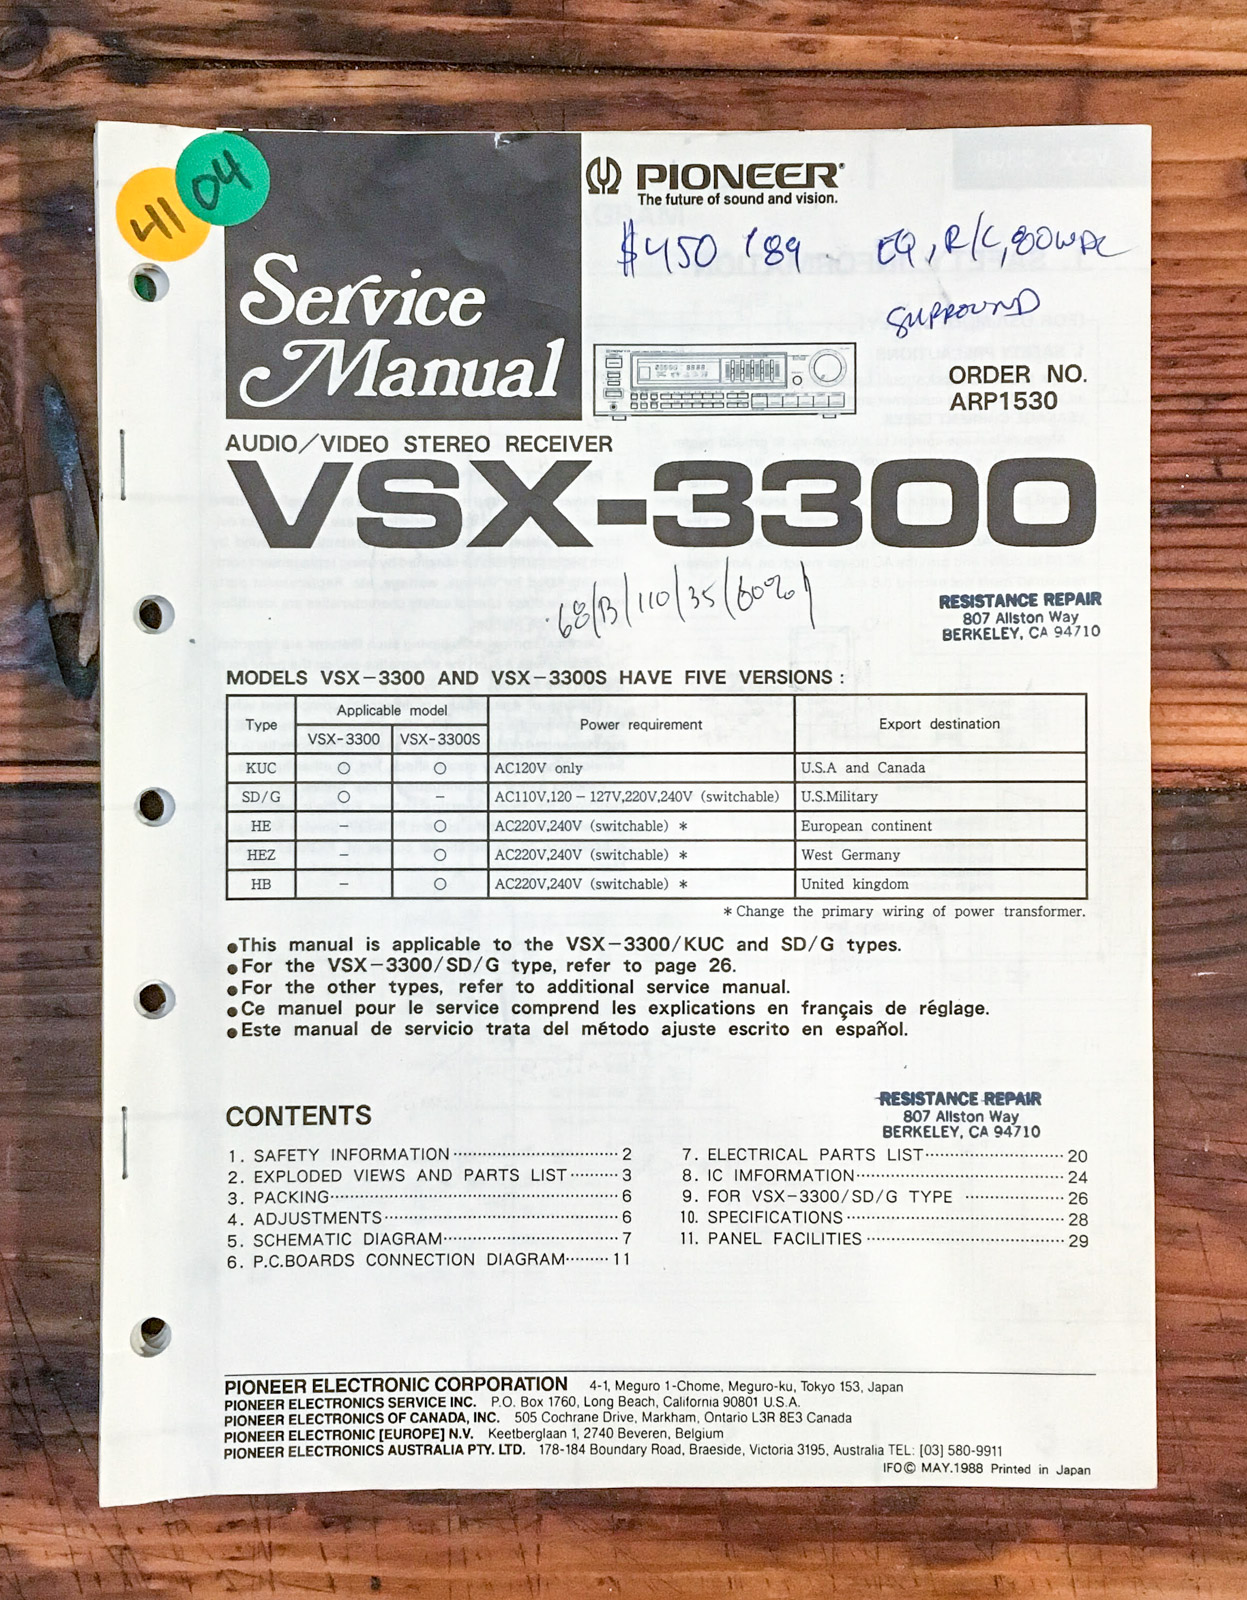 41
04
Service
Manual
PIONEER®
The future of sound and vision.
$450 '89 EQ, R/C, 80WPC
SURROUND
ORDER NO.
ARP1530
AUDIO/VIDEO STEREO RECEIVER
VSX-3300
68/B/110/35/80%/
RESISTANCE REPAIR
807 Allston Way
BERKELEY, CA 94710
MODELS VSX-3300 AND VSX-3300S HAVE FIVE VERSIONS :
Type Applicable model Power requirement Export destination
VSX-3300 VSX-3300S
KUC ○ ○ AC120V only U.S.A and Canada
SD/G ○ – AC110V,120 – 127V,220V,240V (switchable) U.S.Military
HE – ○ AC220V,240V (switchable) * European continent
HEZ – ○ AC220V,240V (switchable) * West Germany
HB – ○ AC220V,240V (switchable) * United kingdom
* Change the primary wiring of power transformer.
●This manual is applicable to the VSX-3300/KUC and SD/G types.
●For the VSX-3300/SD/G type, refer to page 26.
●For the other types, refer to additional service manual.
●Ce manuel pour le service comprend les explications en français de réglage.
●Este manual de servicio trata del método ajuste escrito en español.
RESISTANCE REPAIR
807 Allston Way
BERKELEY, CA 94710
CONTENTS
1. SAFETY INFORMATION 2
2. EXPLODED VIEWS AND PARTS LIST 3
3. PACKING 6
4. ADJUSTMENTS 6
5. SCHEMATIC DIAGRAM 7
6. P.C.BOARDS CONNECTION DIAGRAM 11
7. ELECTRICAL PARTS LIST 20
8. IC IMFORMATION 24
9. FOR VSX-3300/SD/G TYPE 26
10. SPECIFICATIONS 28
11. PANEL FACILITIES 29
PIONEER ELECTRONIC CORPORATION 4-1, Meguro 1-Chome, Meguro-ku, Tokyo 153, Japan
PIONEER ELECTRONICS SERVICE INC. P.O. Box 1760, Long Beach, California 90801 U.S.A.
PIONEER ELECTRONICS OF CANADA, INC. 505 Cochrane Drive, Markham, Ontario L3R 8E3 Canada
PIONEER ELECTRONIC [EUROPE] N.V. Keetberglaan 1, 2740 Beveren, Belgium
PIONEER ELECTRONICS AUSTRALIA PTY. LTD. 178-184 Boundary Road, Braeside, Victoria 3195, Australia TEL: [03] 580-9911
IFO© MAY.1988 Printed in Japan